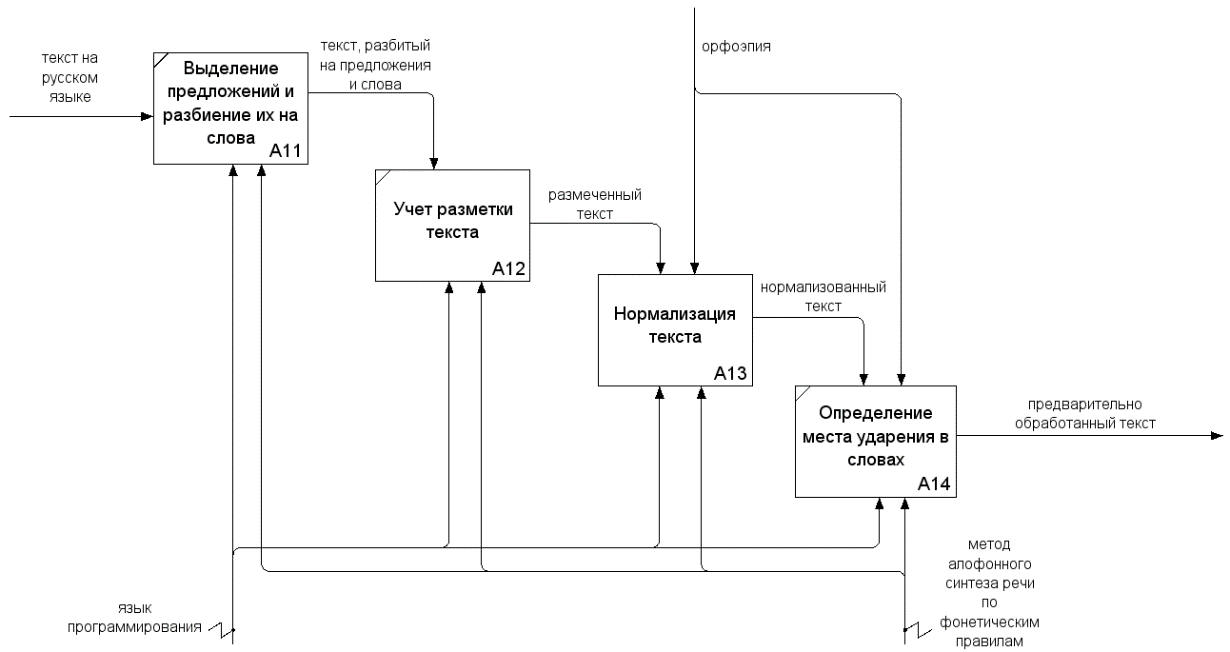 текст на
русском
языке
Выделение
предложений и
разбиение их на
слова
A11
текст, разбитый
на предложения
и слова
орфоэпия
Учет разметки
текста
A12
размеченный
текст
Нормализация
текста
A13
нормализованный
текст
Определение
места ударения в
словах
A14
предварительно
обработанный текст
язык
программирования
метод
алофонного
синтеза речи
по
фонетическим
правилам